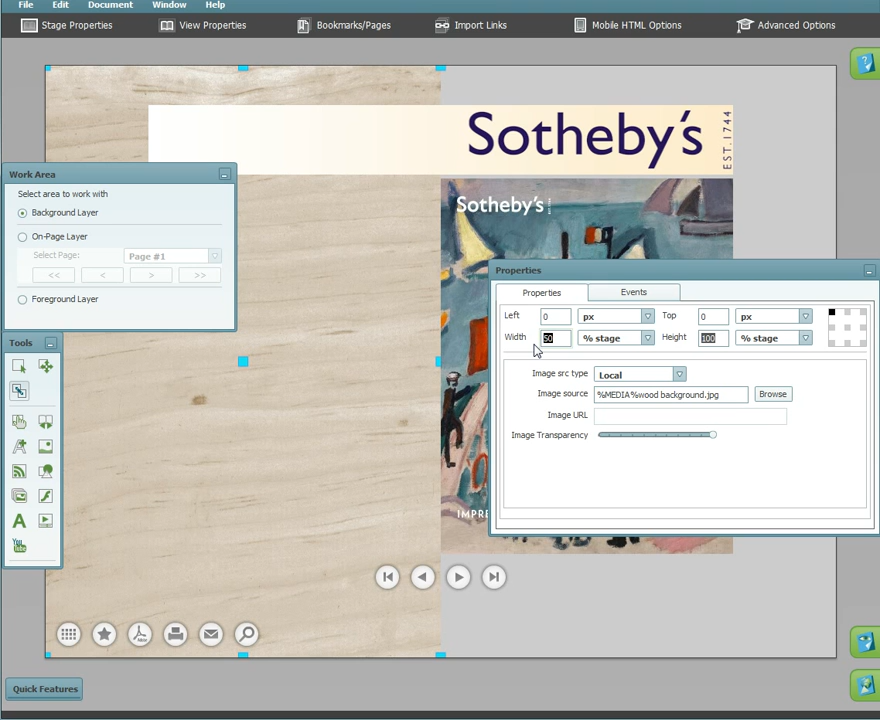 File Edit Document Window Help
Stage Properties View Properties Bookmarks/Pages Import Links Mobile HTML Options Advanced Options
Sotheby's
EST.1744
Work Area
Select area to work with
Background Layer
On-Page Layer
Select Page: Page #1
<< < > >>
Foreground Layer
Sotheby's
Properties
Properties Events
Left 0 px Top 0 px
Width 50 % stage Height 100 % stage
Image src type Local
Image source %MEDIA%wood background.jpg Browse
Image URL
Image Transparency
Tools
A
You
Tube
IMPRE
Quick Features